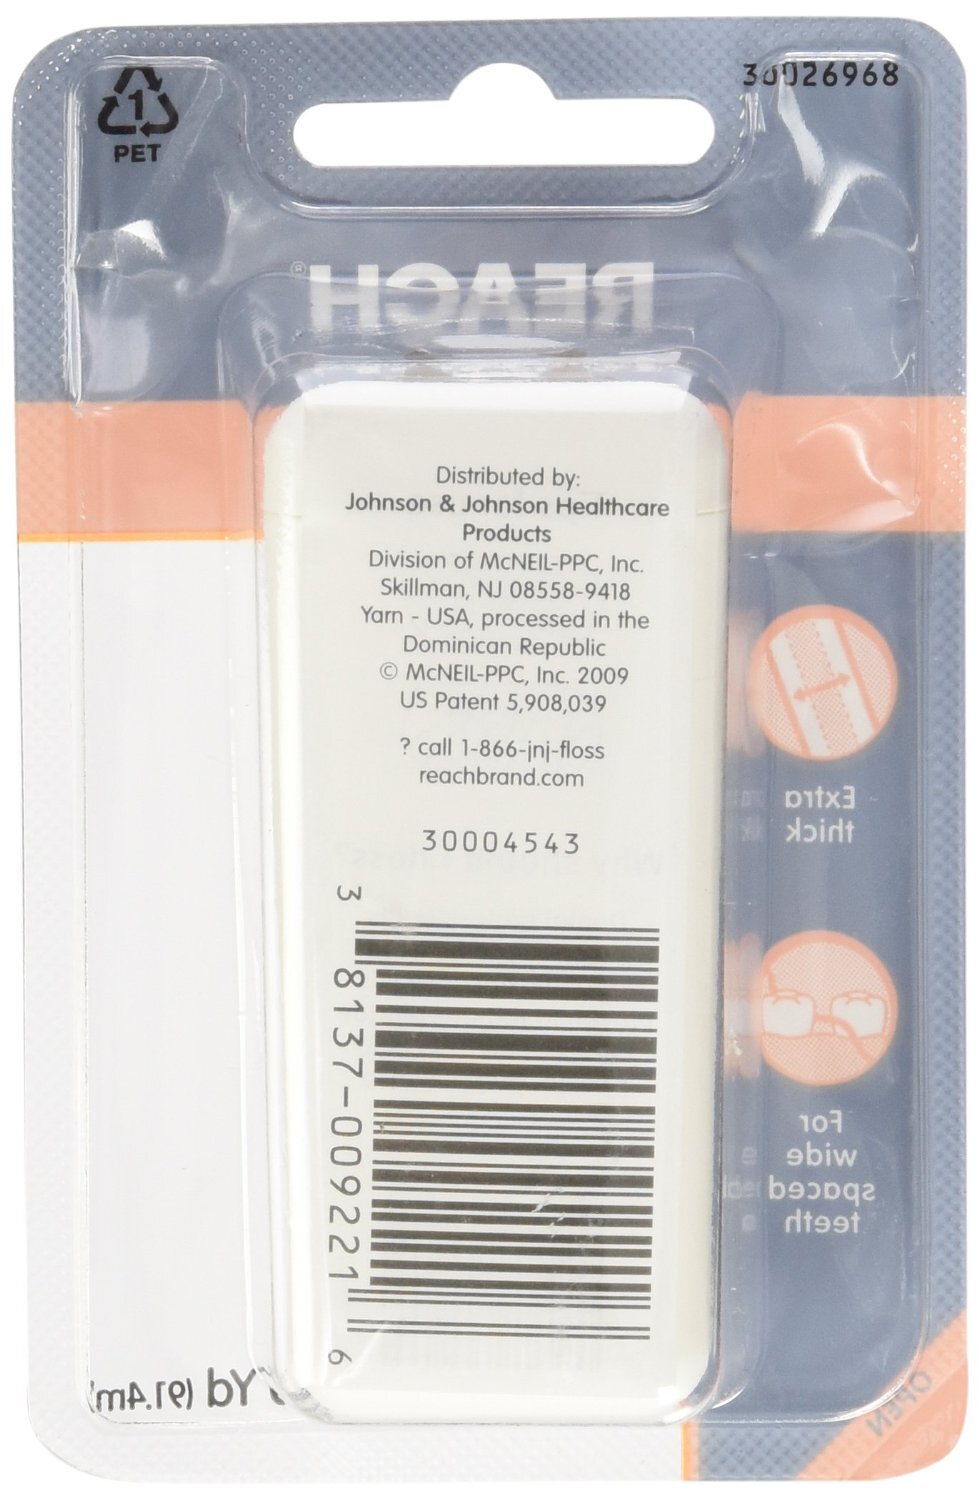 PET
1
30026968
REACH®
Distributed by:
Johnson & Johnson Healthcare
Products
Division of McNEIL-PPC, Inc.
Skillman, NJ 08558-9418
Yarn - USA, processed in the
Dominican Republic
© McNEIL-PPC, Inc. 2009
US Patent 5,908,039
? call 1-866-jnj-floss
reachbrand.com
30004543
3 8137-009221 6
Extra
thick
For
wide
spaced
teeth
Yd (91.4m)
OPEN